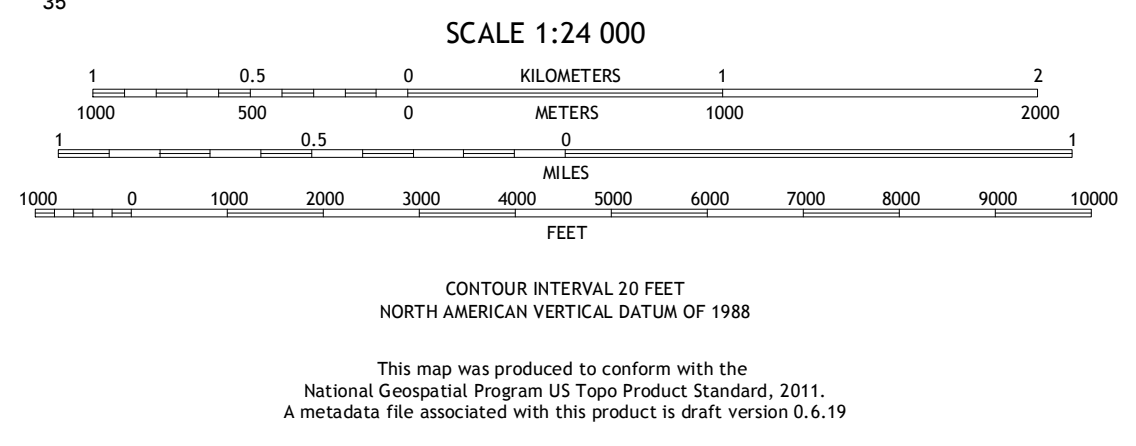 35
SCALE 1:24 000
1 0.5 0 KILOMETERS 1 2
1000 500 0 METERS 1000 2000
1 0.5 0 1
MILES
1000 0 1000 2000 3000 4000 5000 6000 7000 8000 9000 10000
FEET
CONTOUR INTERVAL 20 FEET
NORTH AMERICAN VERTICAL DATUM OF 1988
This map was produced to conform with the
National Geospatial Program US Topo Product Standard, 2011.
A metadata file associated with this product is draft version 0.6.19